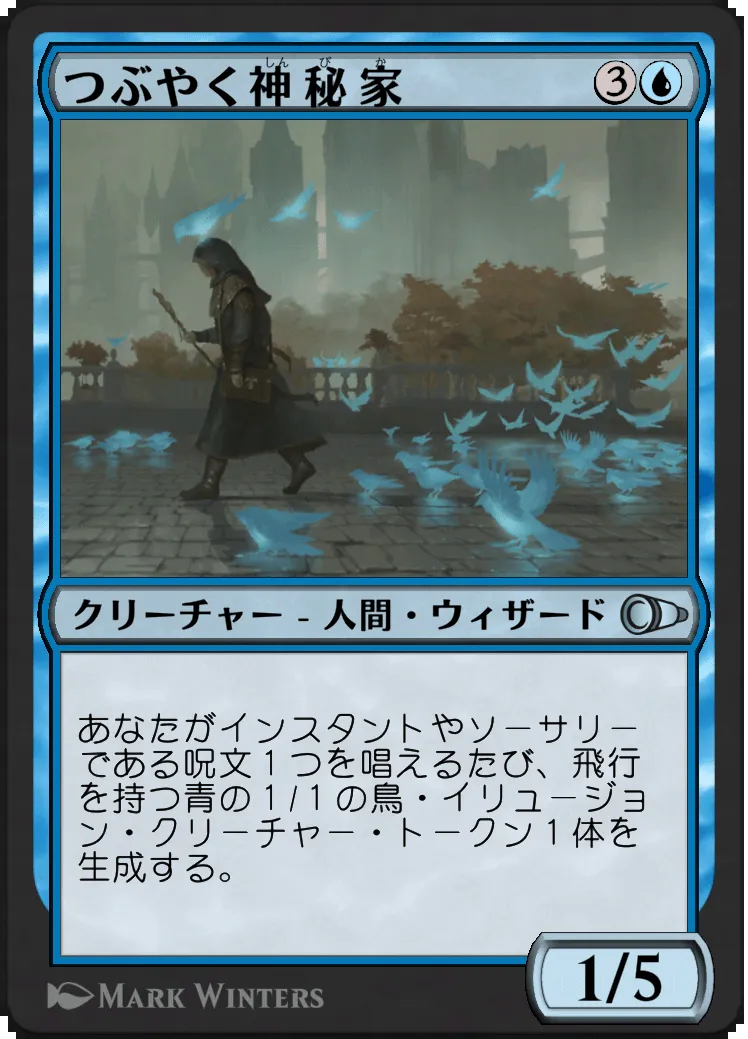 つぶやく神秘家
しん び か
3
クリーチャー - 人間・ウィザード
あなたがインスタントやソーサリー
である呪文１つを唱えるたび、飛行
を持つ青の１/１の鳥・イリュージョ
ン・クリーチャー・トークン１体を
生成する。
1/5
MARK WINTERS